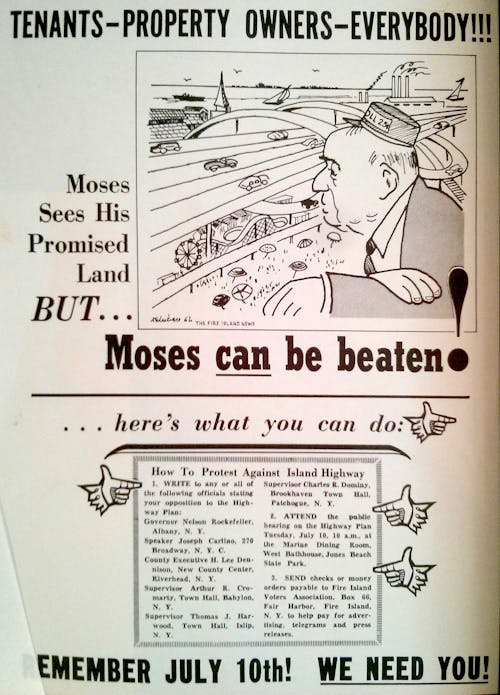 TENANTS–PROPERTY OWNERS–EVERYBODY!!!
Moses
Sees His
Promised
Land
BUT...
62
THE FIRE ISLAND NEWS
Moses can be beaten!
. . . here's what you can do:
How To Protest Against Island Highway
1. WRITE to any or all of
the following officials stating
your opposition to the High-
way Plan:
Governor Nelson Rockefeller,
Albany, N. Y.
Speaker Joseph Carlino, 270
Broadway, N. Y. C.
County Executive H. Lee Den-
nison, New County Center,
Riverhead, N. Y.
Supervisor Arthur R. Cro-
marty, Town Hall, Babylon,
N. Y.
Supervisor Thomas J. Har-
wood, Town Hall, Islip,
N. Y.
Supervisor Charles R. Dominy,
Brookhaven Town Hall,
Patchogue, N. Y.
2. ATTEND the public
hearing on the Highway Plan
Tuesday, July 10, 10 a.m., at
the Marine Dining Room,
West Bathhouse, Jones Beach
State Park.
3. SEND checks or money
orders payable to Fire Island
Voters Association, Box 66,
Fair Harbor, Fire Island,
N. Y. to help pay for adver-
tising, telegrams and press
releases.
EMEMBER JULY 10th! WE NEED YOU!